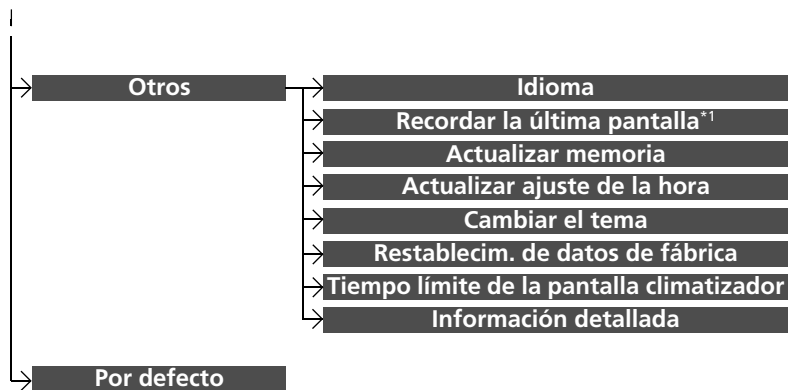 Otros
Idioma
Recordar la última pantalla*1
Actualizar memoria
Actualizar ajuste de la hora
Cambiar el tema
Restablecim. de datos de fábrica
Tiempo límite de la pantalla climatizador
Información detallada
Por defecto